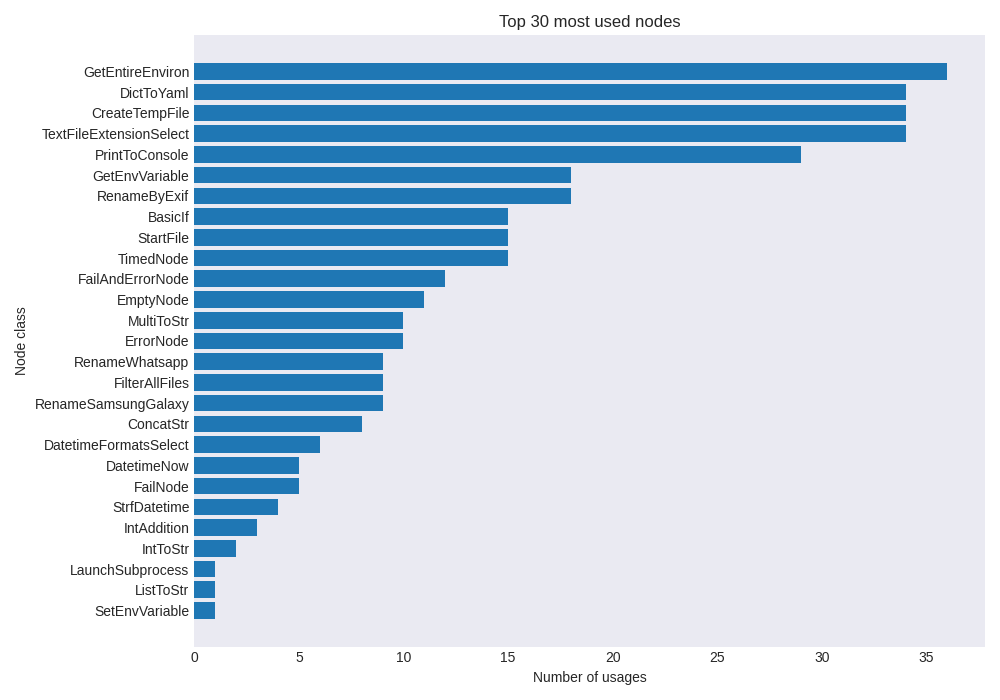 Top 30 most used nodes
GetEntireEnviron
DictToYaml
CreateTempFile
TextFileExtensionSelect
PrintToConsole
GetEnvVariable
RenameByExif
BasicIf
StartFile
TimedNode
FailAndErrorNode
EmptyNode
MultiToStr
ErrorNode
RenameWhatsapp
FilterAllFiles
RenameSamsungGalaxy
ConcatStr
DatetimeFormatsSelect
DatetimeNow
FailNode
StrfDatetime
IntAddition
IntToStr
LaunchSubprocess
ListToStr
SetEnvVariable
Node class
0 5 10 15 20 25 30 35
Number of usages